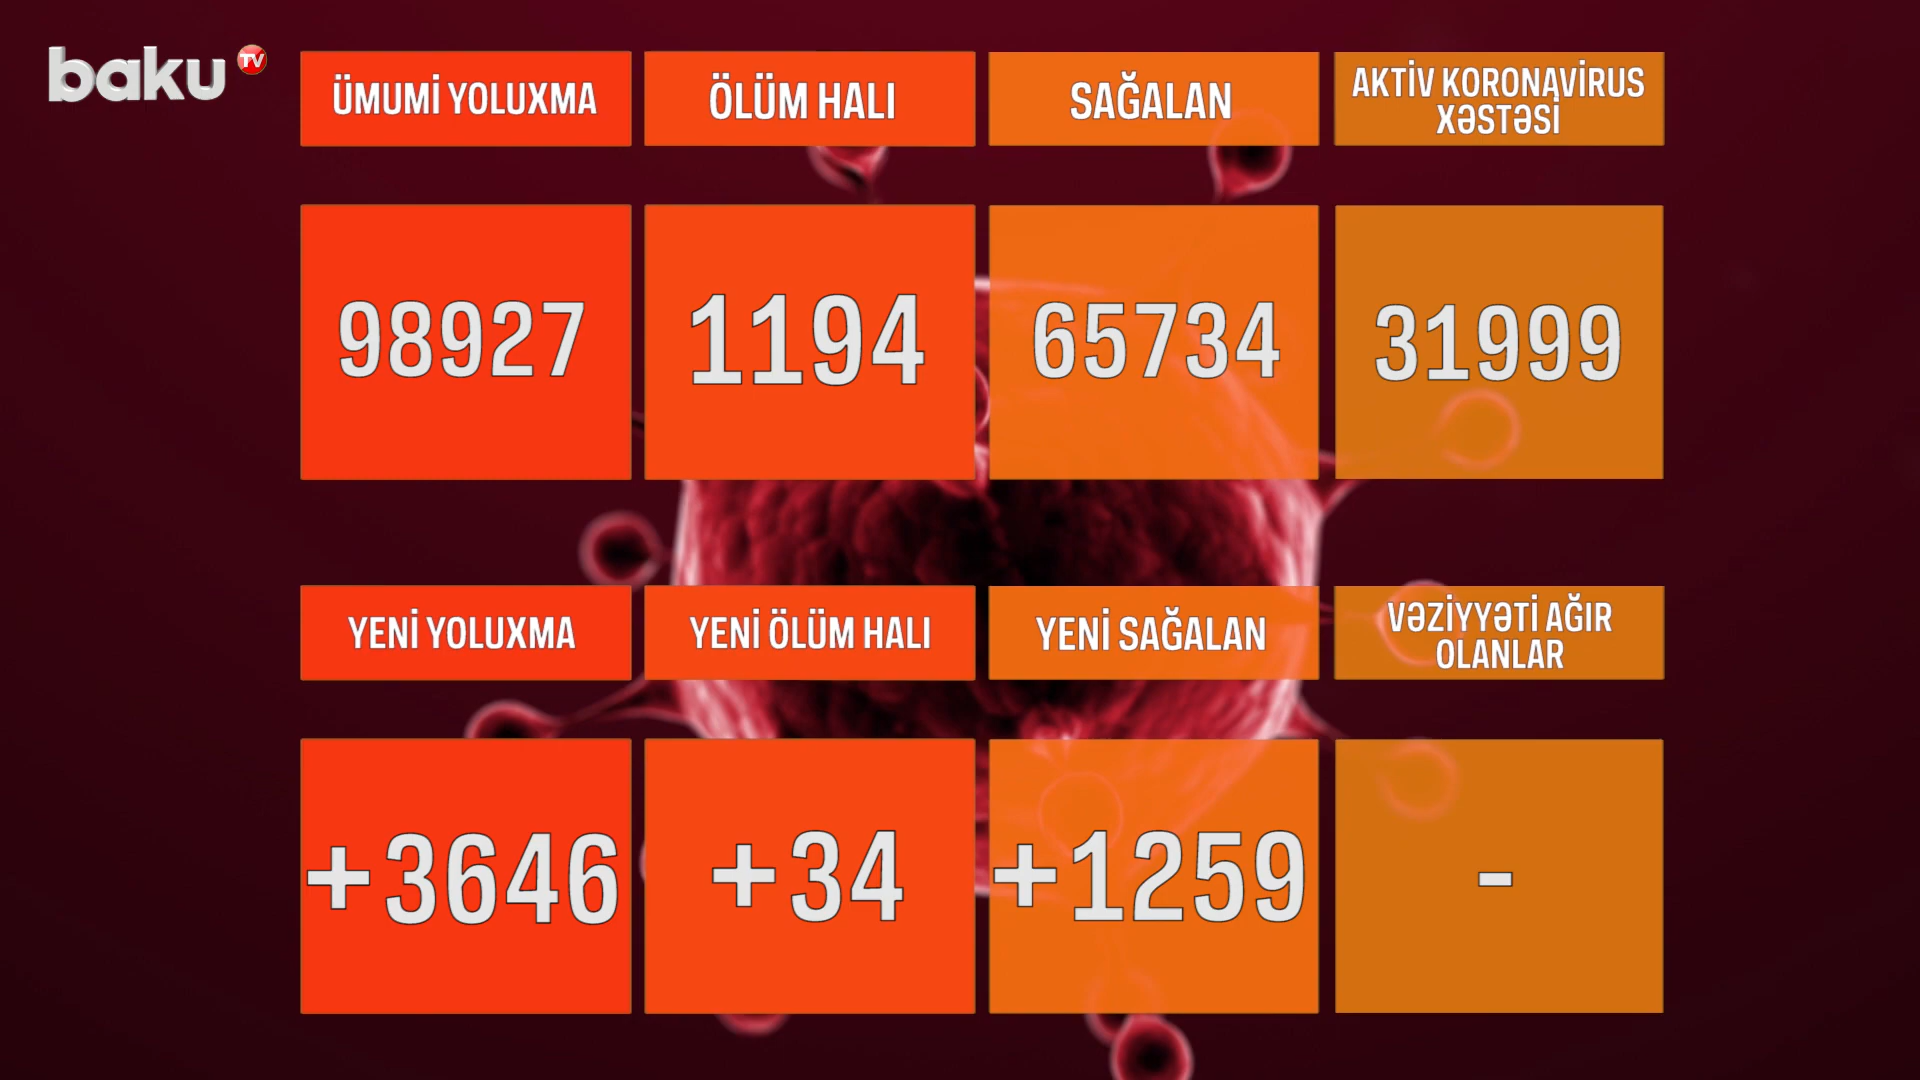 baku TV
ÜMUMİ YOLUXMA
ÖLÜM HALI
SAĞALAN
AKTİV KORONAVİRUS
XƏSTƏSİ
98927
1194
65734
31999
YENİ YOLUXMA
YENİ ÖLÜM HALI
YENİ SAĞALAN
VƏZİYYƏTİ AĞIR
OLANLAR
+3646
+34
+1259
-